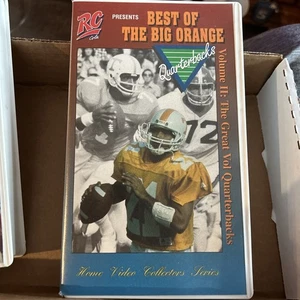 RC
Cola
PRESENTS
BEST OF
THE BIG ORANGE
Quarterbacks
Volume II: The Great Vol Quarterbacks
12
Home Video Collectors Series